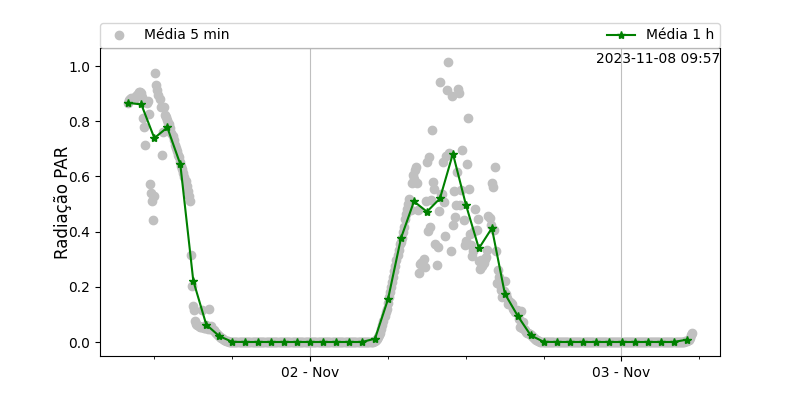 Média 5 min
Média 1 h
2023-11-08 09:57
1.0
0.8
0.6
0.4
0.2
0.0
Radiação PAR
02 - Nov
03 - Nov